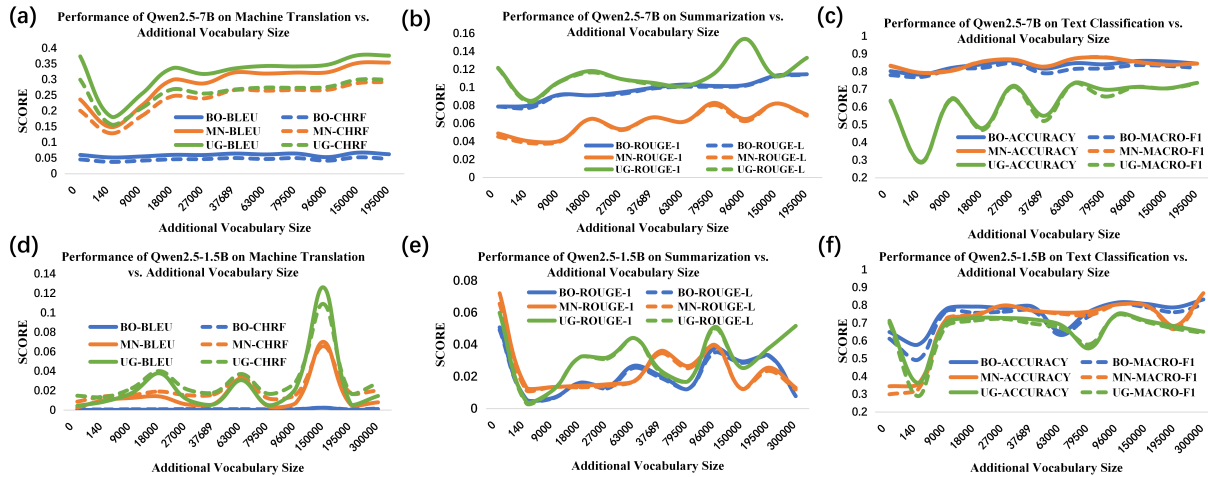 (a)
Performance of Qwen2.5-7B on Machine Translation vs.
Additional Vocabulary Size
0.4
0.35
0.3
0.25
0.2
0.15
0.1
0.05
0
SCORE
BO-BLEU
BO-CHRF
MN-BLEU
MN-CHRF
UG-BLEU
UG-CHRF
0
140
9000
18000
27000
37689
63000
79500
96000
150000
195000
Additional Vocabulary Size
(b)
Performance of Qwen2.5-7B on Summarization vs.
Additional Vocabulary Size
0.16
0.14
0.12
0.1
0.08
0.06
0.04
0.02
0
SCORE
BO-ROUGE-1
BO-ROUGE-L
MN-ROUGE-1
MN-ROUGE-L
UG-ROUGE-1
UG-ROUGE-L
0
140
9000
18000
27000
37689
63000
79500
96000
150000
195000
Additional Vocabulary Size
(c)
Performance of Qwen2.5-7B on Text Classification vs.
Additional Vocabulary Size
1
0.9
0.8
0.7
0.6
0.5
0.4
0.3
0.2
SCORE
BO-ACCURACY
BO-MACRO-F1
MN-ACCURACY
MN-MACRO-F1
UG-ACCURACY
UG-MACRO-F1
0
140
9000
18000
27000
37689
63000
79500
96000
150000
195000
Additional Vocabulary Size
(d)
Performance of Qwen2.5-1.5B on Machine Translation
vs. Additional Vocabulary Size
0.14
0.12
0.1
0.08
0.06
0.04
0.02
0
SCORE
BO-BLEU
BO-CHRF
MN-BLEU
MN-CHRF
UG-BLEU
UG-CHRF
0
140
9000
18000
27000
37689
63000
79500
96000
150000
195000
300000
Additional Vocabulary Size
(e)
Performance of Qwen2.5-1.5B on Summarization vs.
Additional Vocabulary Size
0.08
0.06
0.04
0.02
0
SCORE
BO-ROUGE-1
BO-ROUGE-L
MN-ROUGE-1
MN-ROUGE-L
UG-ROUGE-1
UG-ROUGE-L
0
140
9000
18000
27000
63000
37689
79500
96000
150000
195000
300000
Additional Vocabulary Size
(f)
Performance of Qwen2.5-1.5B on Text Classification vs.
Additional Vocabulary Size
1
0.9
0.8
0.7
0.6
0.5
0.4
0.3
0.2
SCORE
BO-ACCURACY
BO-MACRO-F1
MN-ACCURACY
MN-MACRO-F1
UG-ACCURACY
UG-MACRO-F1
0
140
9000
18000
27000
37689
63000
79500
96000
150000
195000
300000
Additional Vocabulary Size